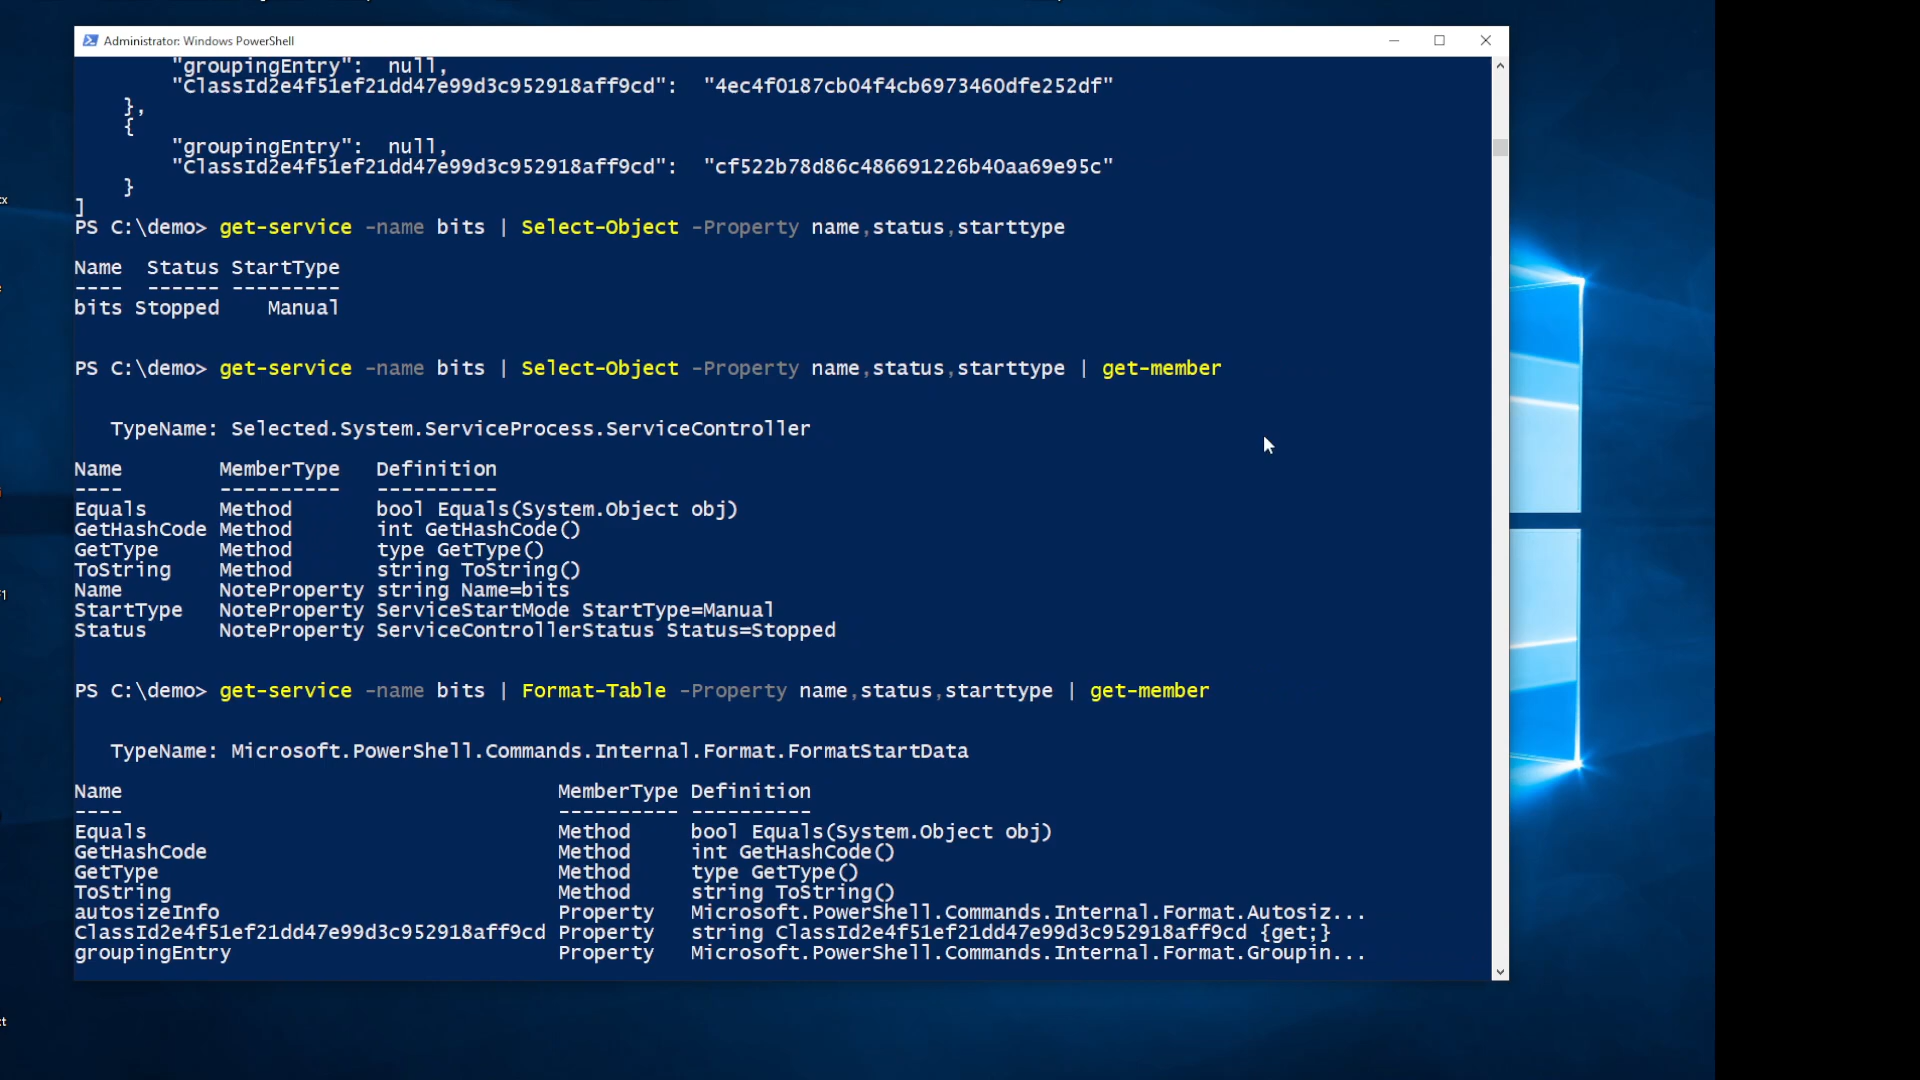 Administrator: Windows PowerShell
"groupingEntry": null,
"ClassId2e4f51ef21dd47e99d3c952918aff9cd": "4ec4f0187cb04f4cb6973460dfe252df"
},
{
"groupingEntry": null,
"ClassId2e4f51ef21dd47e99d3c952918aff9cd": "cf522b78d86c486691226b40aa69e95c"
}
]
PS C:\demo> get-service -name bits | Select-Object -Property name,status,starttype
Name Status StartType
---- ------ ---------
bits Stopped Manual
PS C:\demo> get-service -name bits | Select-Object -Property name,status,starttype | get-member
TypeName: Selected.System.ServiceProcess.ServiceController
Name MemberType Definition
---- ---------- ----------
Equals Method bool Equals(System.Object obj)
GetHashCode Method int GetHashCode()
GetType Method type GetType()
ToString Method string ToString()
Name NoteProperty string Name=bits
StartType NoteProperty ServiceStartMode StartType=Manual
Status NoteProperty ServiceControllerStatus Status=Stopped
PS C:\demo> get-service -name bits | Format-Table -Property name,status,starttype | get-member
TypeName: Microsoft.PowerShell.Commands.Internal.Format.FormatStartData
Name MemberType Definition
---- ---------- ----------
Equals Method bool Equals(System.Object obj)
GetHashCode Method int GetHashCode()
GetType Method type GetType()
ToString Method string ToString()
autosizeInfo Property Microsoft.PowerShell.Commands.Internal.Format.Autosiz...
ClassId2e4f51ef21dd47e99d3c952918aff9cd Property string ClassId2e4f51ef21dd47e99d3c952918aff9cd {get;}
groupingEntry Property Microsoft.PowerShell.Commands.Internal.Format.Groupin...